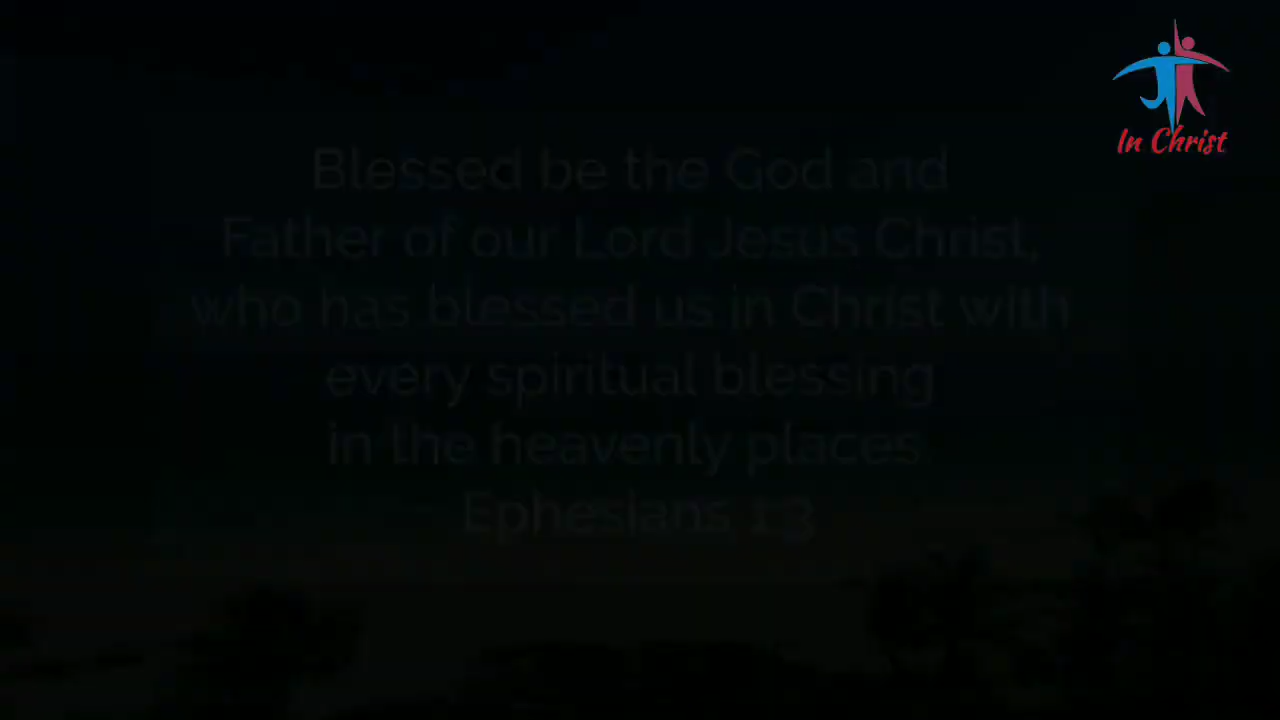 In Christ
Blessed be the God and
Father of our Lord Jesus Christ,
who has blessed us in Christ with
every spiritual blessing
in the heavenly places
Ephesians 1:3